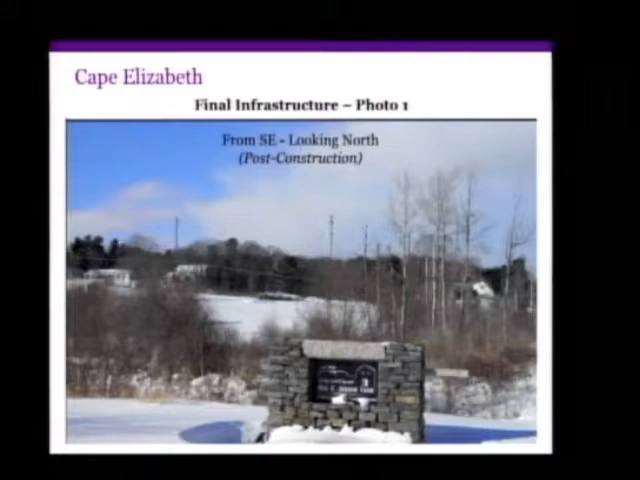 Cape Elizabeth
Final Infrastructure – Photo 1
From SE - Looking North
(Post-Construction)